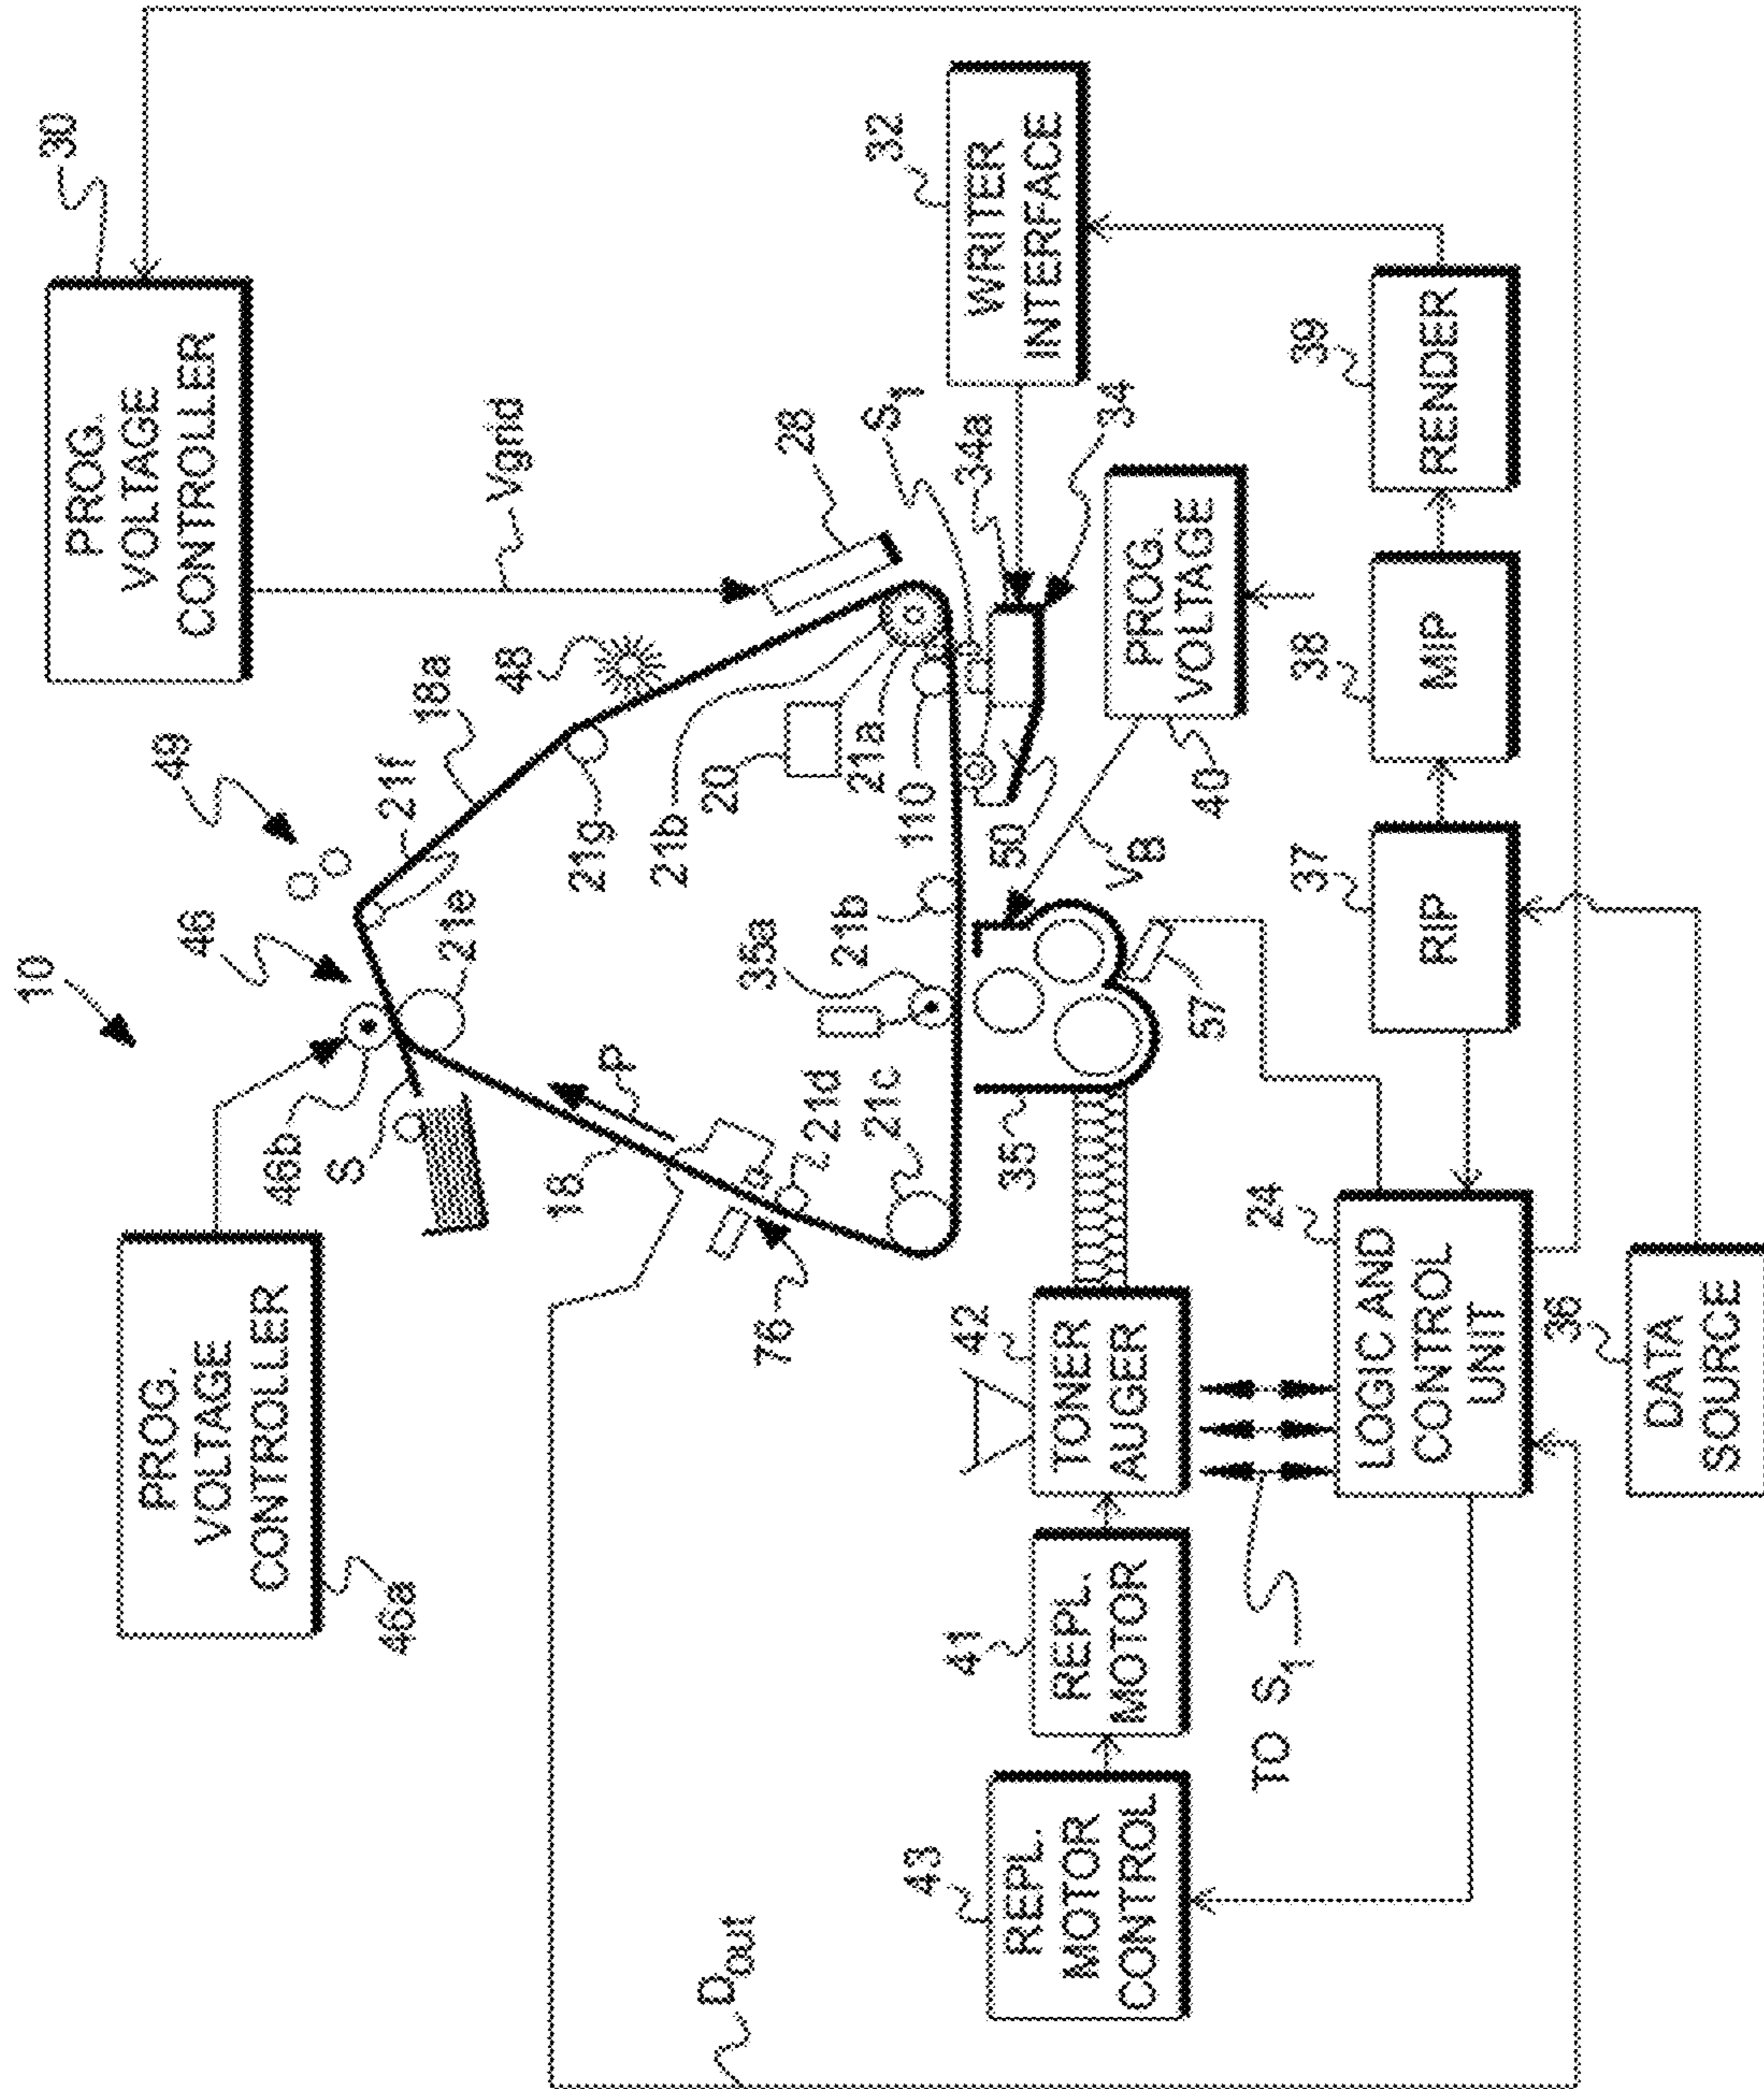 10
PROG.
VOLTAGE
CONTROLLER
46a
46b
S
46
49
PROG.
VOLTAGE
CONTROLLER
30
Vgrid
18
P
21e
21f
18a
21g
48
28
76
21d
21c
35a
21b
20
21b
21a
110
S1
34a
34
50
VB
WRITER
INTERFACE
32
PROG.
VOLTAGE
40
35
57
DOUT
REPL.
MOTOR
CONTROL
43
REPL.
MOTOR
41
TONER
AUGER
42
TO S1
LOGIC AND
CONTROL
UNIT
24
RIP
37
MIP
38
RENDER
39
DATA
SOURCE
36